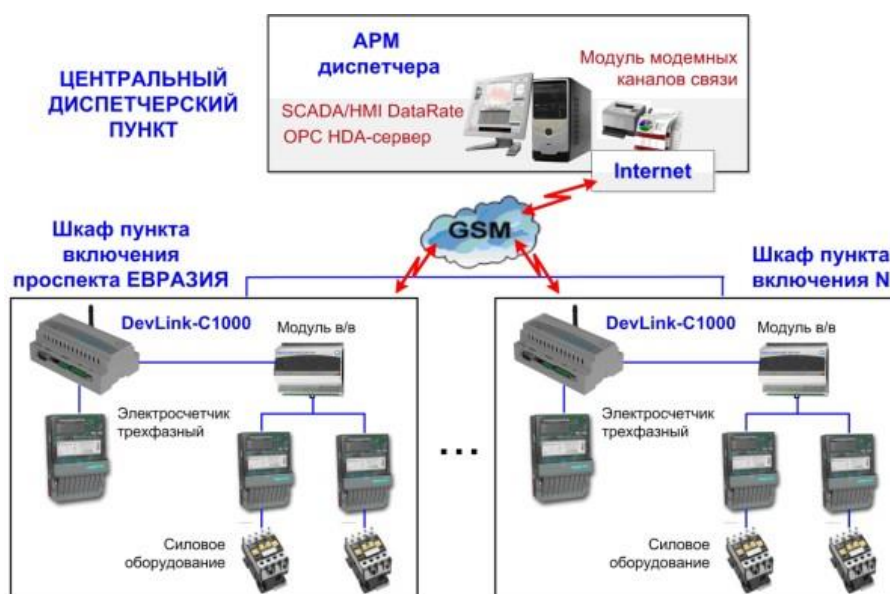 ЦЕНТРАЛЬНЫЙ
ДИСПЕТЧЕРСКИЙ
ПУНКТ
АРМ
диспетчера
SCADA/HMI DataRate
OPC HDA-сервер
Модуль модемных
каналов связи
Internet
GSM
Шкаф пункта
включения
проспекта ЕВРАЗИЯ
Шкаф пункта
включения N
DevLink-C1000
Модуль в/в
Электросчетчик
трехфазный
Силовое
оборудование
...
DevLink-C1000
Модуль в/в
Электросчетчик
трехфазный
Силовое
оборудование